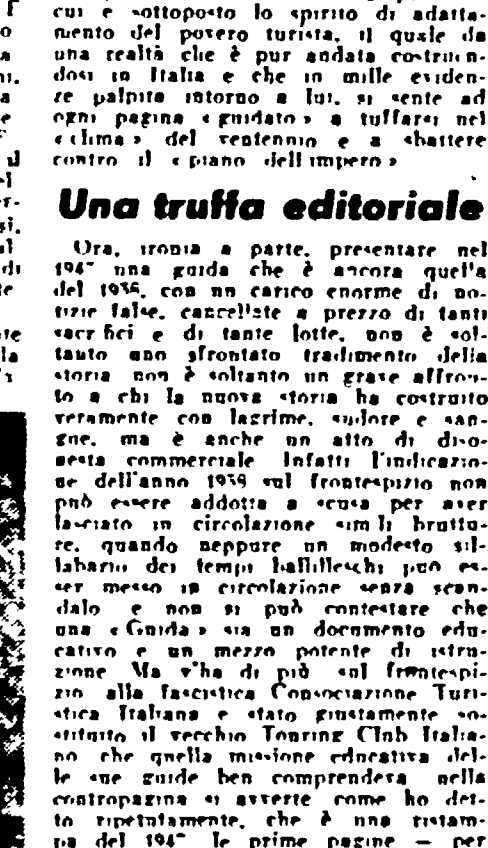 cui è sottoposto lo spirito di adatta-
mento del povero turista, il quale da
una realtà che è pur andata costruen-
dosi in Italia e che in mille eviden-
ze palpita intorno a lui, si sente ad
ogni pagina « guidato » a tuffarsi nel
« clima » del ventennio e a sbattere
contro il « piano dell'impero »
Una truffa editoriale
Ora, ironia a parte, presentare nel
1947 una guida che è ancora quella
del con un carico enorme di no-
tizie false, cancellate a prezzo di tanti
sacrifici e di tante lotte, non è sol-
tanto uno sfrontato tradimento della
storia non è soltanto un grave affron-
to a chi la nuova storia ha costruito
veramente con lagrime, sudore e san-
gue, ma è anche un atto di diso-
nesta commerciale Infatti l'indicazio-
ne dell'anno sul frontespizio non
può essere addotta a scusa per aver
lasciato in circolazione simili bruttu-
re, quando neppure un modesto sil-
labario dei tempi balilleschi può es-
ser messo in circolazione senza scan-
dalo e non si può contestare che
una « Guida » sia un documento edu-
cativo e un mezzo potente di istru-
zione Ma v'ha di più sul frontespi-
zio alla fascistica Consociazione Turi-
stica Italiana è stato giustamente so-
stituito il vecchio Touring Club Italia-
no che quella missione educativa del-
le sue guide ben comprendeva nella
contropagina si avverte come ho det-
to ripetutamente, che è una ristam-
pa del 1947 le prime pagine — per